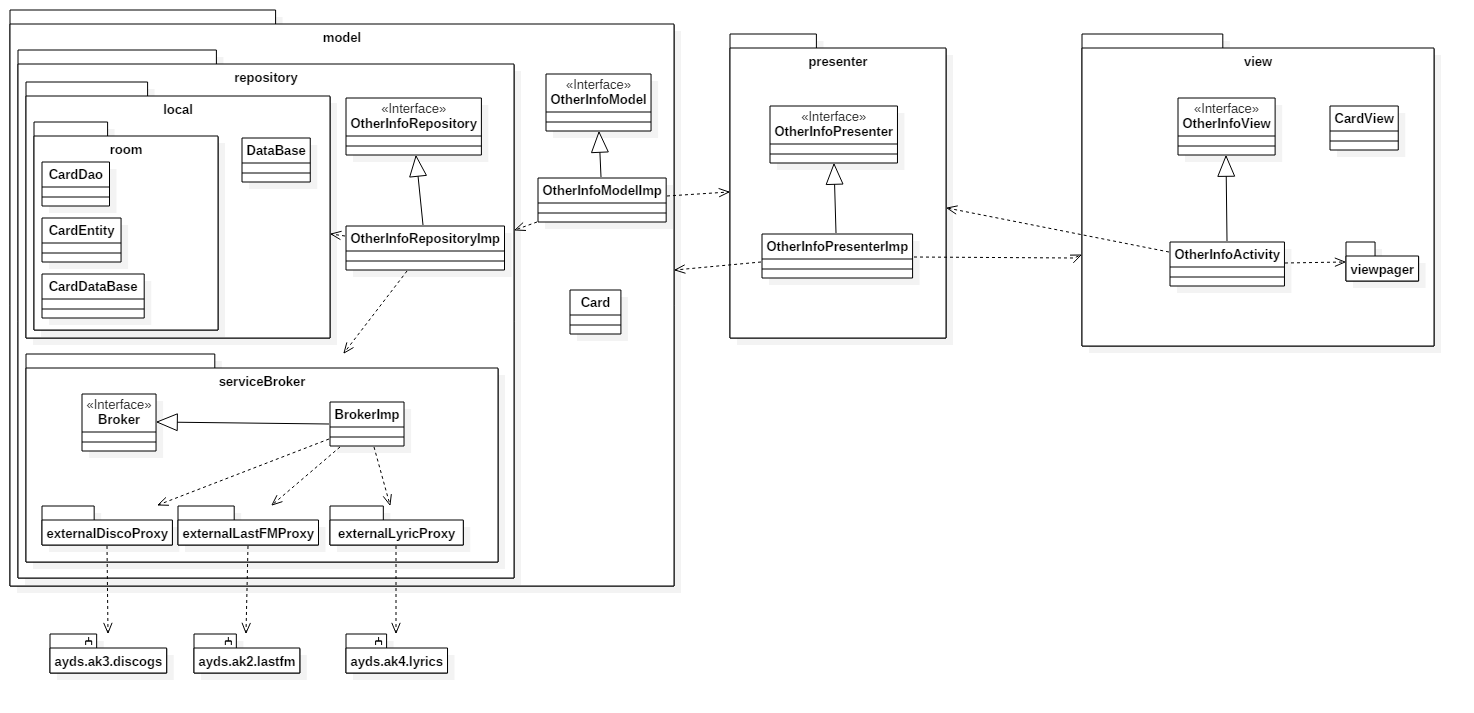 model
repository
local
room
CardDao
CardEntity
CardDataBase
DataBase
«Interface»
OtherInfoRepository
OtherInfoRepositoryImp
«Interface»
OtherInfoModel
OtherInfoModelImp
Card
serviceBroker
«Interface»
Broker
BrokerImp
externalDiscoProxy
externalLastFMProxy
externalLyricProxy
ayds.ak3.discogs
ayds.ak2.lastfm
ayds.ak4.lyrics
presenter
«Interface»
OtherInfoPresenter
OtherInfoPresenterImp
view
«Interface»
OtherInfoView
CardView
OtherInfoActivity
viewpager